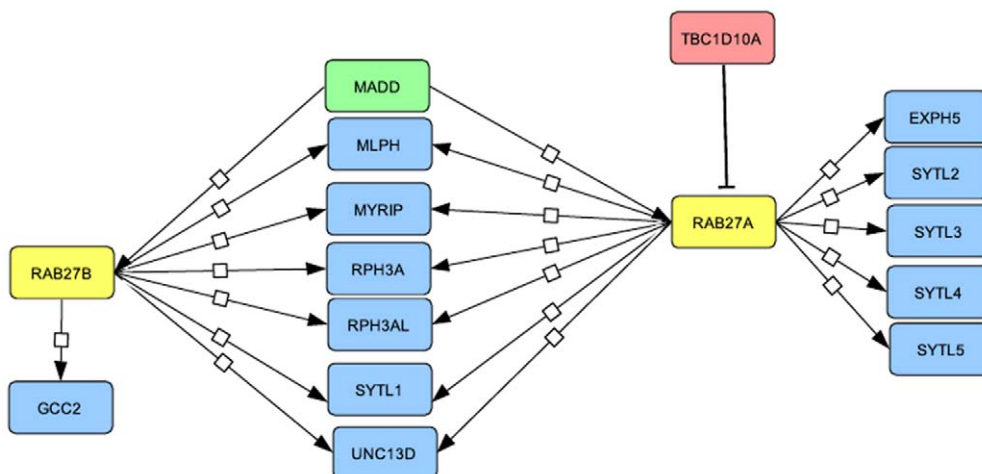 TBC1D10A
MADD
EXPH5
MLPH
SYTL2
MYRIP
RAB27A
SYTL3
RAB27B
RPH3A
SYTL4
RPH3AL
SYTL5
GCC2
SYTL1
UNC13D